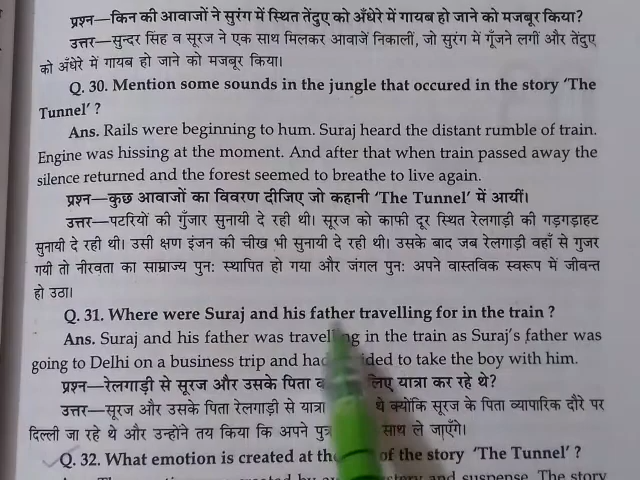 प्रश्न—किन की आवाजों ने सुरंग में स्थित तेंदुए को अँधेरे में गायब हो जाने को मजबूर किया?
उत्तर—सुन्दर सिंह व सूरज ने एक साथ मिलकर आवाजें निकालीं, जो सुरंग में गूँजने लगीं और तेंदुए
को अँधेरे में गायब हो जाने को मजबूर किया।
Q. 30. Mention some sounds in the jungle that occured in the story 'The
Tunnel' ?
Ans. Rails were beginning to hum. Suraj heard the distant rumble of train.
Engine was hissing at the moment. And after that when train passed away the
silence returned and the forest seemed to breathe to live again.
प्रश्न—कुछ आवाजों का विवरण दीजिए जो कहानी 'The Tunnel' में आयीं।
उत्तर—पटरियों की गुँजार सुनायी दे रही थी। सूरज को काफी दूर स्थित रेलगाड़ी की गड़गड़ाहट
सुनायी दे रही थी। उसी क्षण इंजन की चीख भी सुनायी दे रही थी। उसके बाद जब रेलगाड़ी वहाँ से गुजर
गयी तो नीरवता का साम्राज्य पुनः स्थापित हो गया और जंगल पुनः अपने वास्तविक स्वरूप में जीवन्त
हो उठा।
Q. 31. Where were Suraj and his father travelling for in the train ?
Ans. Suraj and his father was travelling in the train as Suraj's father was
going to Delhi on a business trip and had to take the boy with him.
प्रश्न—रेलगाड़ी से सूरज और उसके पिता लिए यात्रा कर रहे थे?
उत्तर—सूरज और उसके पिता रेलगाड़ी से यात्रा थे क्योंकि सूरज के पिता व्यापारिक दौरे पर
दिल्ली जा रहे थे और उन्होंने तय किया कि अपने साथ ले जाएँगे।
Q. 32. What emotion is created at the of the story 'The Tunnel' ?
and suspense. The story